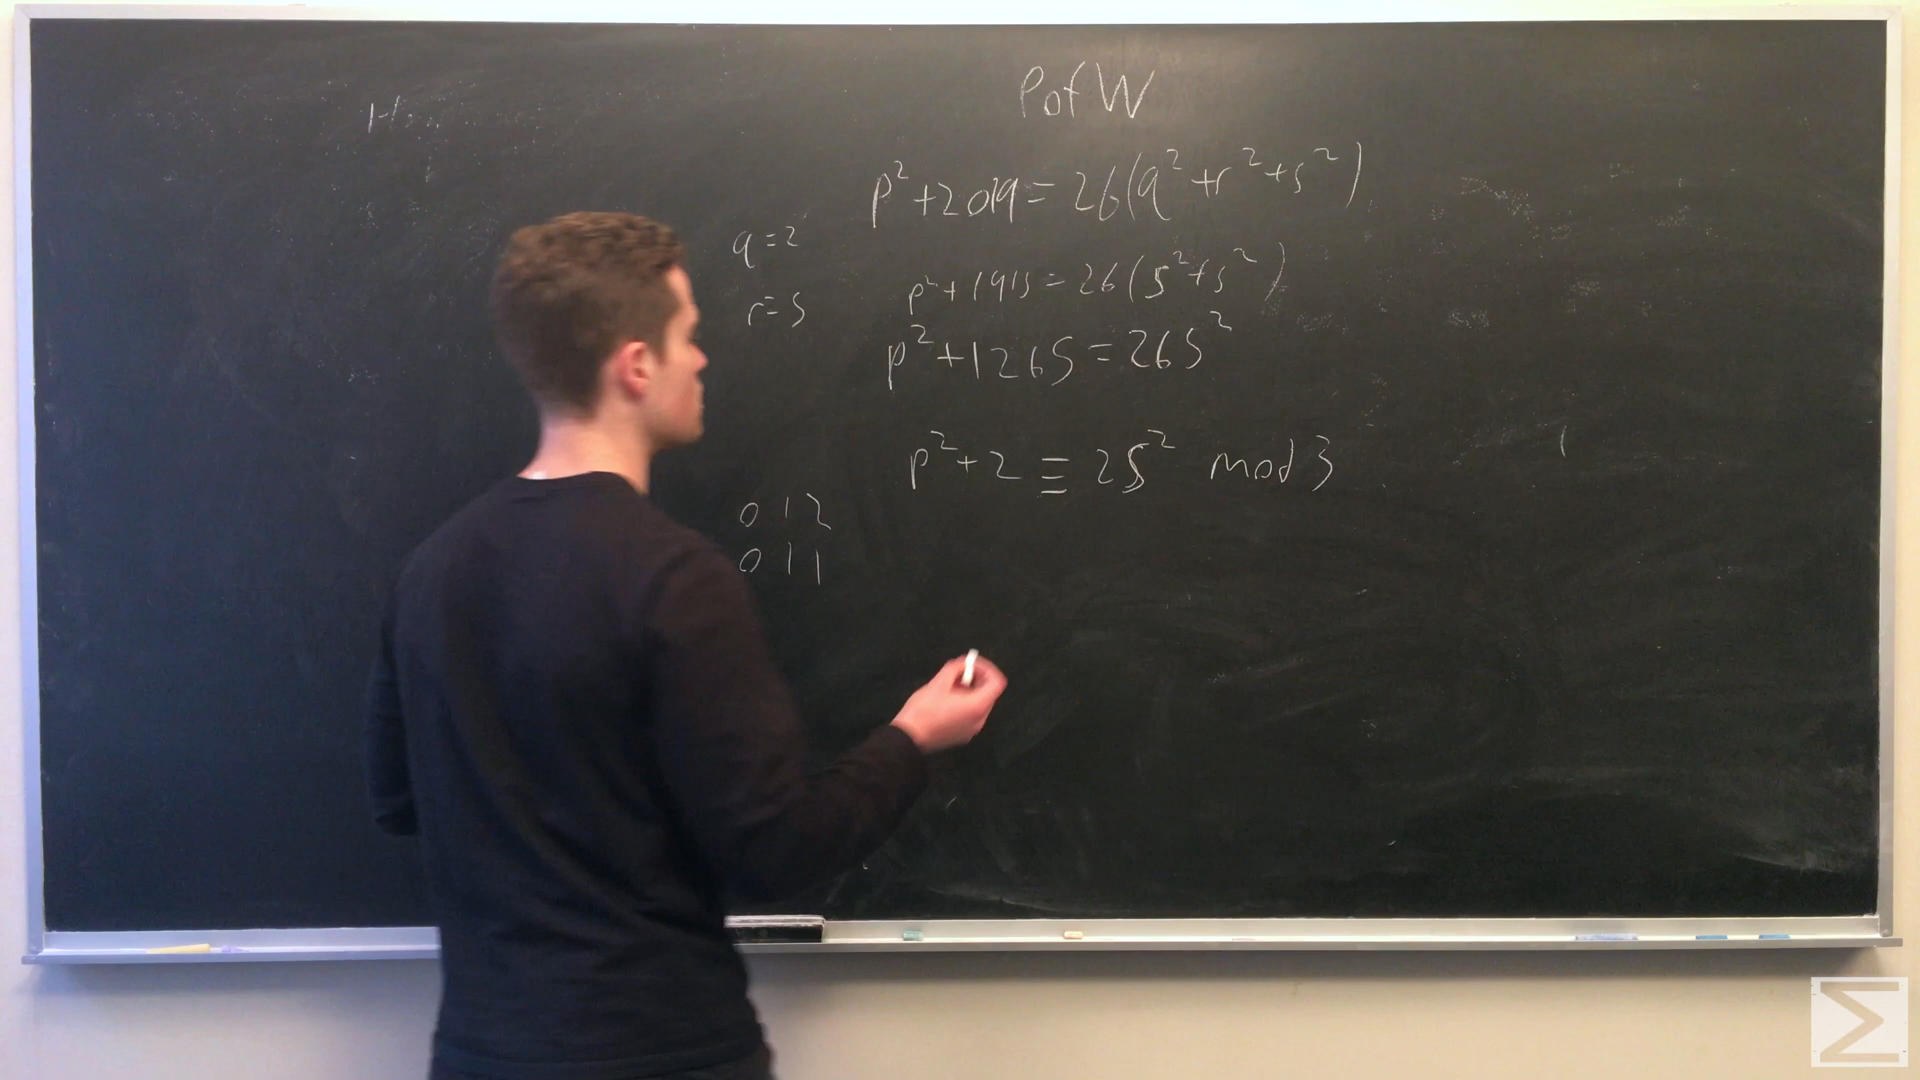 PofW
p²+2019=26(q²+r²+s²)
q=2
r=5
p²+1915=26(5²+s²)
p²+1265=26s²
p²+2≡2s² mod 3
0 1 2
0 1 1
Σ